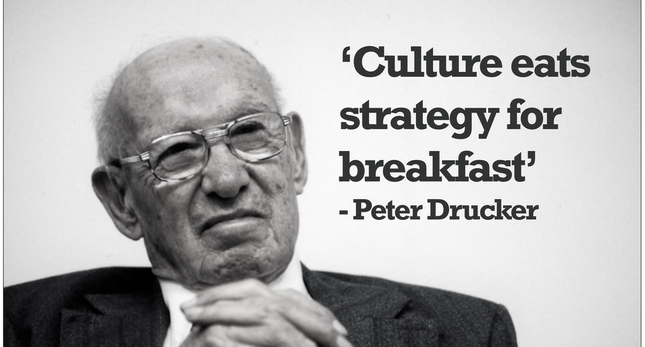 ‘Culture eats
strategy for
breakfast’
- Peter Drucker